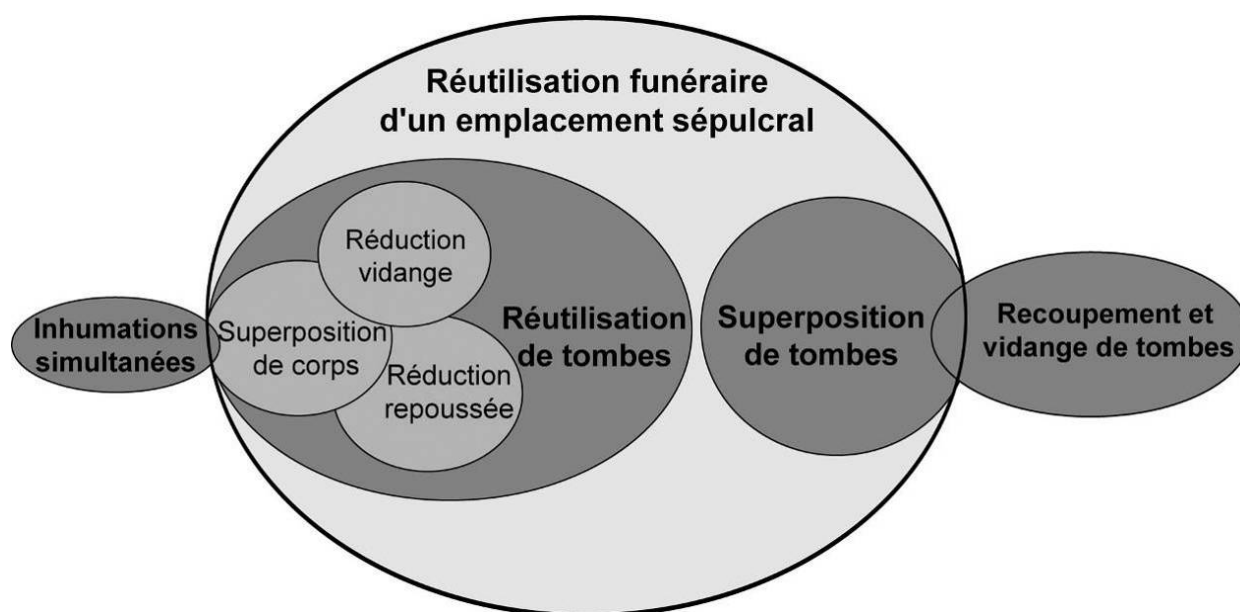 Réutilisation funéraire
d'un emplacement sépulcral
Réduction
vidange
Inhumations
simultanées
Superposition
de corps
Réduction
repoussée
Réutilisation
de tombes
Superposition
de tombes
Recoupement et
vidange de tombes